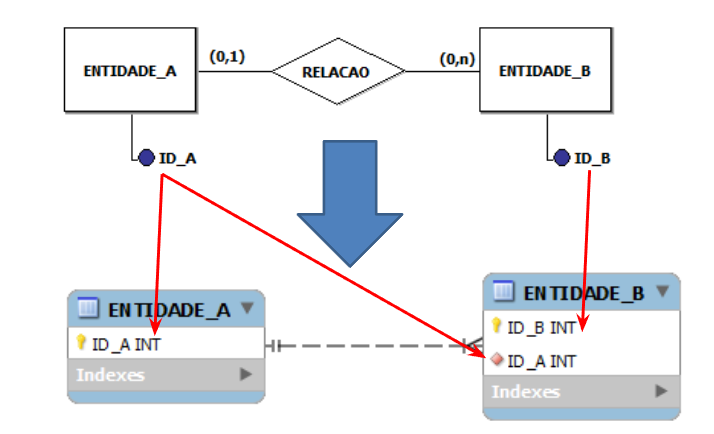 ENTIDADE_A
(0,1)
RELACAO
(0,n)
ENTIDADE_B
ID_A
ID_B
ENTIDADE_A
ID_A INT
Indexes
ENTIDADE_B
ID_B INT
ID_A INT
Indexes